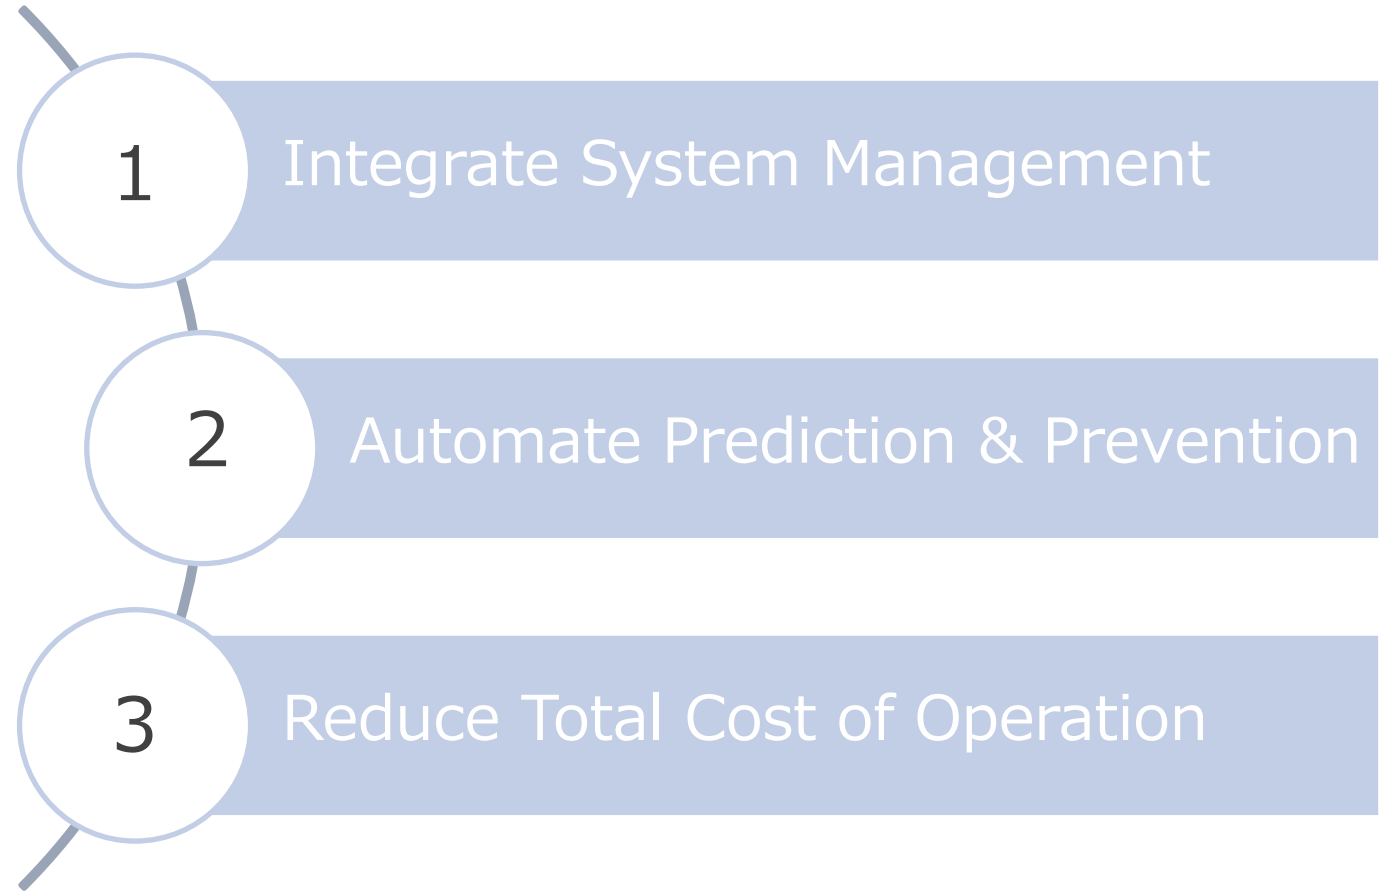 1
Integrate System Management
2
Automate Prediction & Prevention
3
Reduce Total Cost of Operation